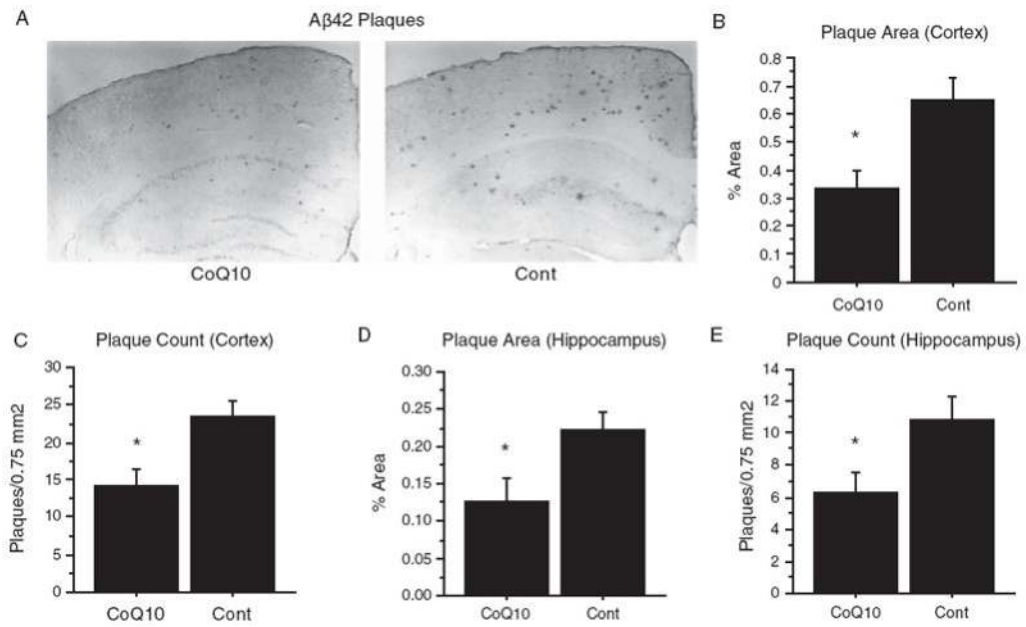 A
Aβ42 Plaques
CoQ10
Cont
B
Plaque Area (Cortex)
% Area
0.8
0.7
0.6
0.5
0.4
0.3
0.2
0.1
0
*
CoQ10
Cont
C
Plaque Count (Cortex)
Plaques/0.75 mm2
30
25
20
15
10
5
0
*
CoQ10
Cont
D
Plaque Area (Hippocampus)
% Area
0.30
0.25
0.20
0.15
0.10
0.05
0.00
*
CoQ10
Cont
E
Plaque Count (Hippocampus)
Plaques/0.75 mm2
14
12
10
8
6
4
2
0
*
CoQ10
Cont